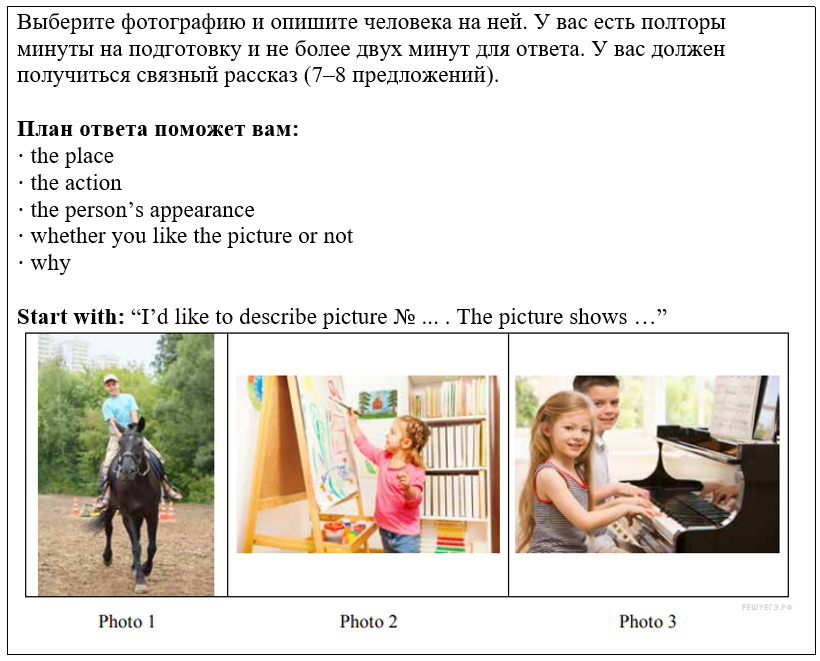 Выберите фотографию и опишите человека на ней. У вас есть полторы
минуты на подготовку и не более двух минут для ответа. У вас должен
получиться связный рассказ (7–8 предложений).
План ответа поможет вам:
· the place
· the action
· the person’s appearance
· whether you like the picture or not
· why
Start with: “I’d like to describe picture № ... . The picture shows …”
РЕШУЕГЭ.РФ
Photo 1
Photo 2
Photo 3